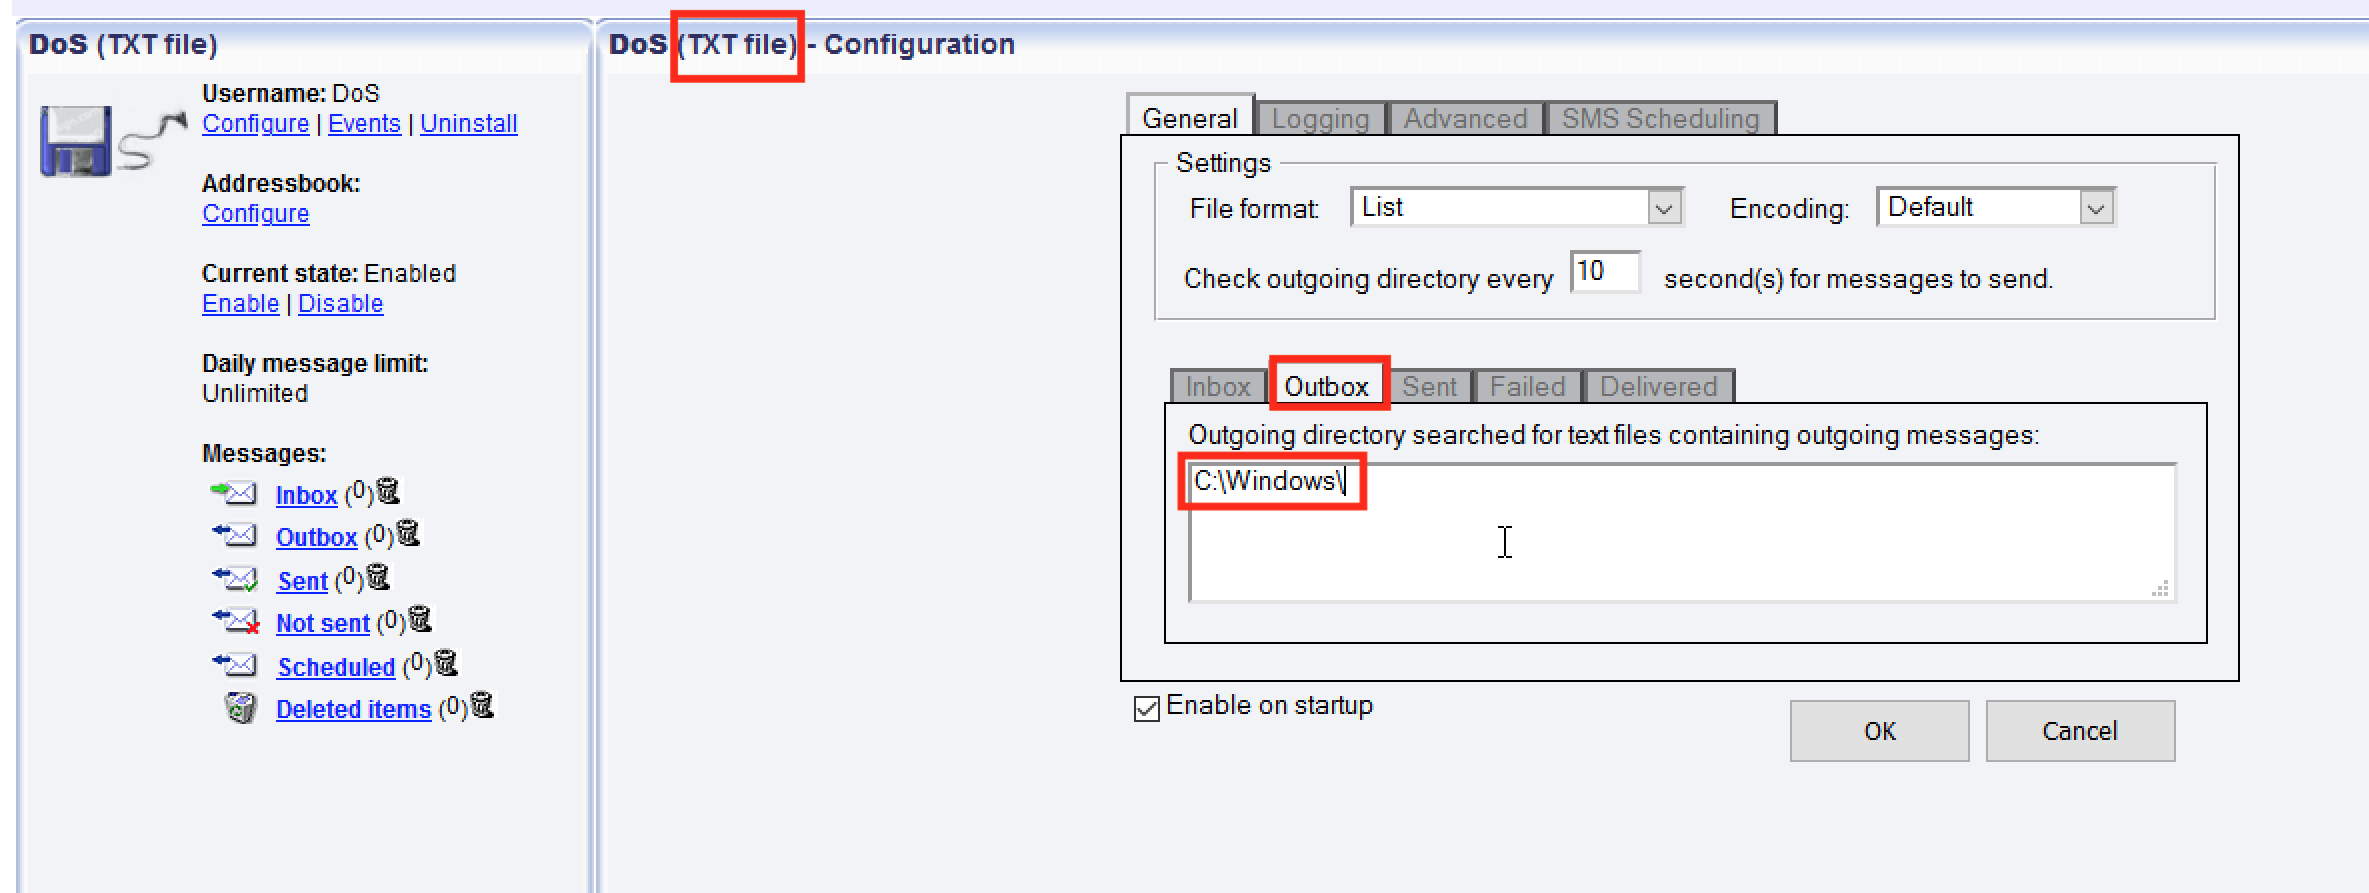 DoS (TXT file)
Username: DoS
Configure | Events | Uninstall
Addressbook:
Configure
Current state: Enabled
Enable | Disable
Daily message limit:
Unlimited
Messages:
Inbox (0)
Outbox (0)
Sent (0)
Not sent (0)
Scheduled (0)
Deleted items (0)
DoS (TXT file) - Configuration
General Logging Advanced SMS Scheduling
Settings
File format: List Encoding: Default
Check outgoing directory every 10 second(s) for messages to send.
Inbox Outbox Sent Failed Delivered
Outgoing directory searched for text files containing outgoing messages:
C:\Windows\
Enable on startup
OK Cancel